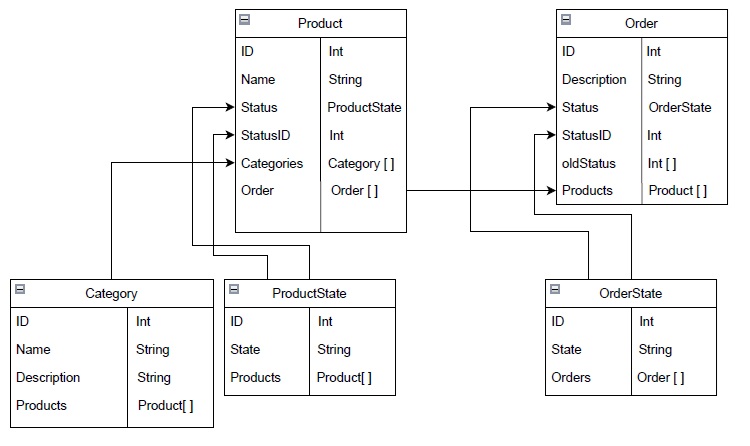 Product
ID Int
Name String
Status ProductState
StatusID Int
Categories Category [ ]
Order Order [ ]
Order
ID Int
Description String
Status OrderState
StatusID Int
oldStatus Int [ ]
Products Product [ ]
Category
ID Int
Name String
Description String
Products Product[ ]
ProductState
ID Int
State String
Products Product[ ]
OrderState
ID Int
State String
Orders Order [ ]